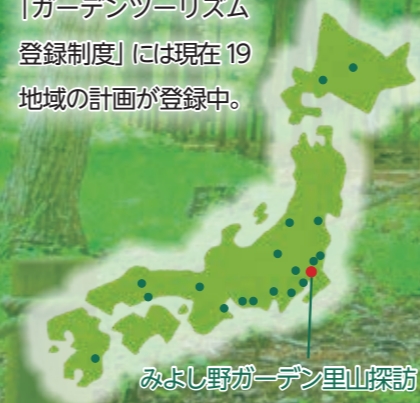 「ガーデンツーリズム
登録制度」には現在 19
地域の計画が登録中。
みよし野ガーデン里山探訪